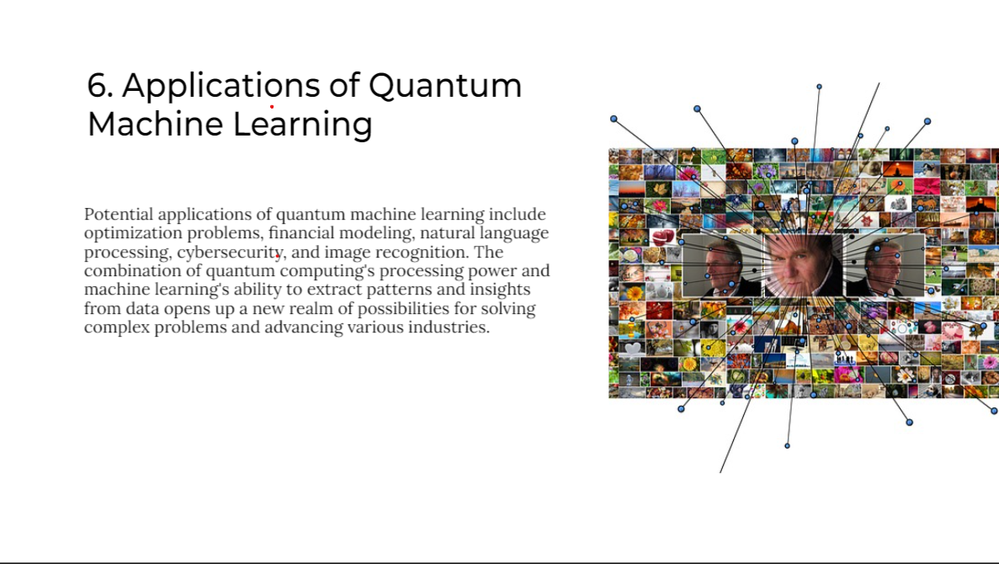 6. Applications of Quantum
Machine Learning
Potential applications of quantum machine learning include
optimization problems, financial modeling, natural language
processing, cybersecurity, and image recognition. The
combination of quantum computing's processing power and
machine learning's ability to extract patterns and insights
from data opens up a new realm of possibilities for solving
complex problems and advancing various industries.